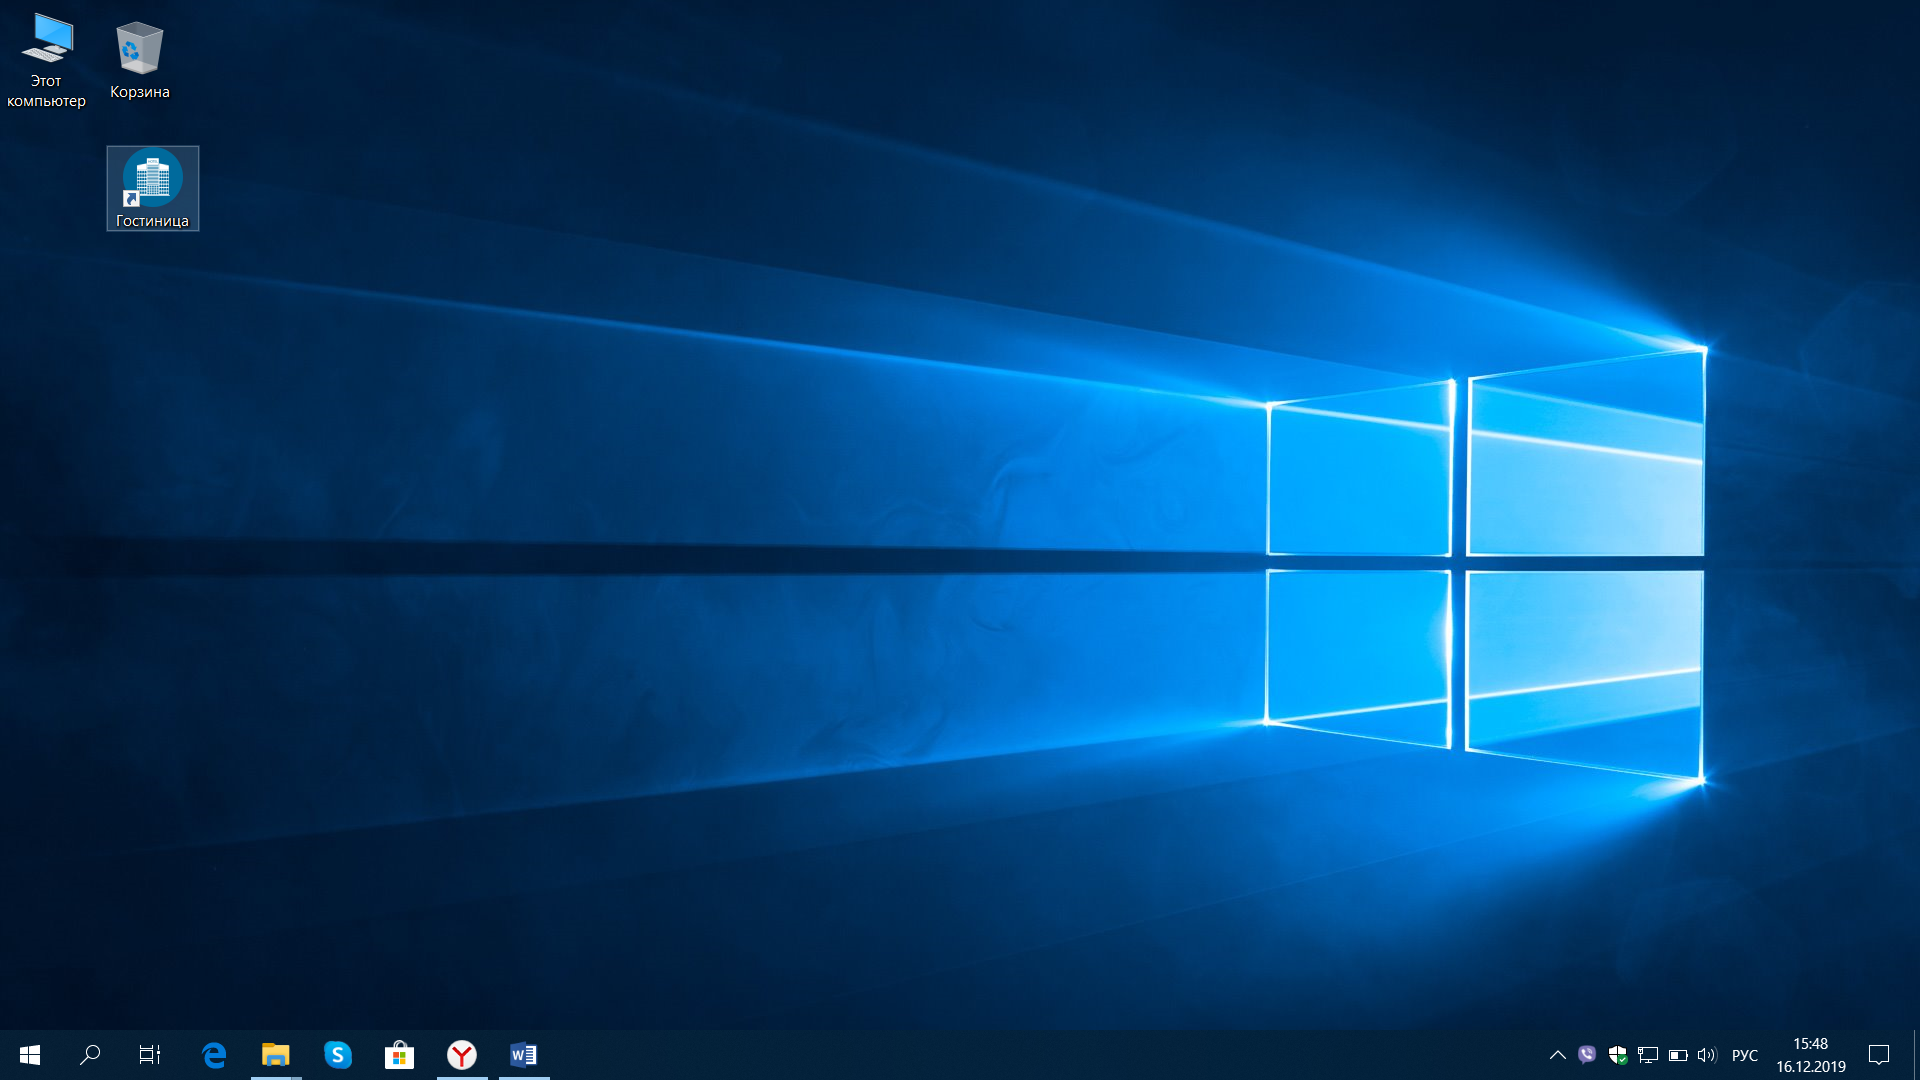 Этот
компьютер
Корзина
Гостиница
РУС
15:48
16.12.2019